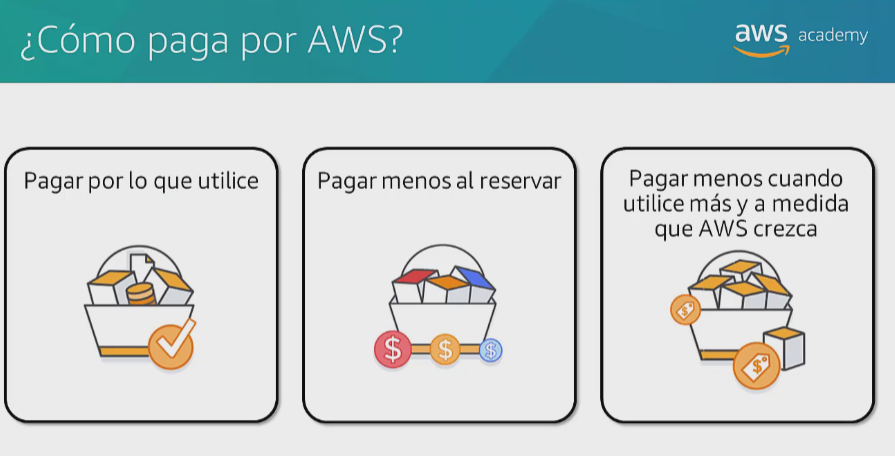 ¿Cómo paga por AWS?
aws academy
Pagar por lo que utilice
Pagar menos al reservar
Pagar menos cuando
utilice más y a medida
que AWS crezca
$
$
$
$
$